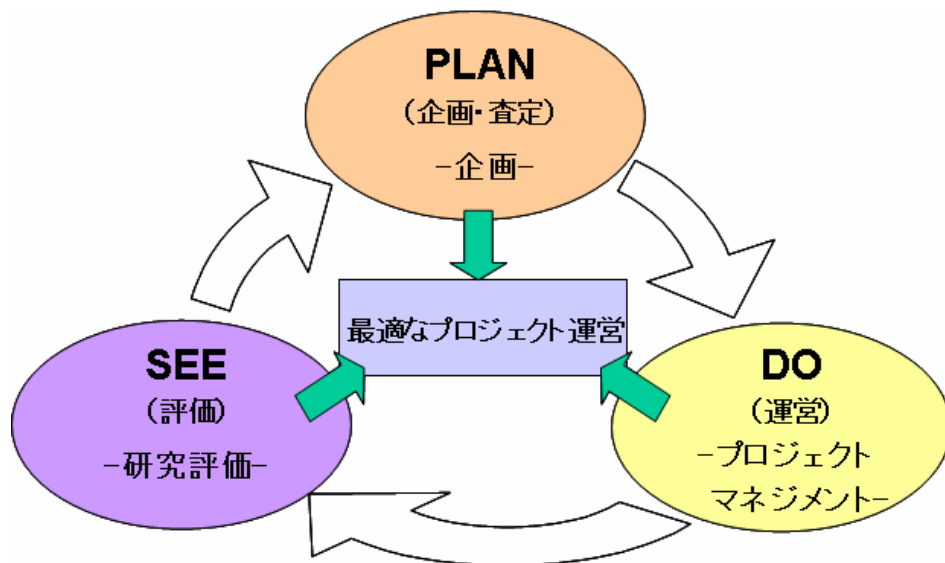 PLAN
(企画・査定)
-企画-
最適なプロジェクト運営
SEE
(評価)
-研究評価-
DO
(運営)
-プロジェクト
マネジメント-